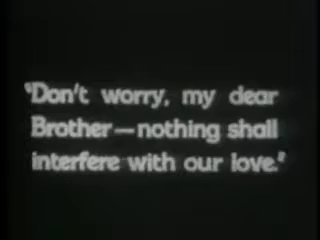 "Don't worry, my dear
Brother—nothing shall
interfere with our love."